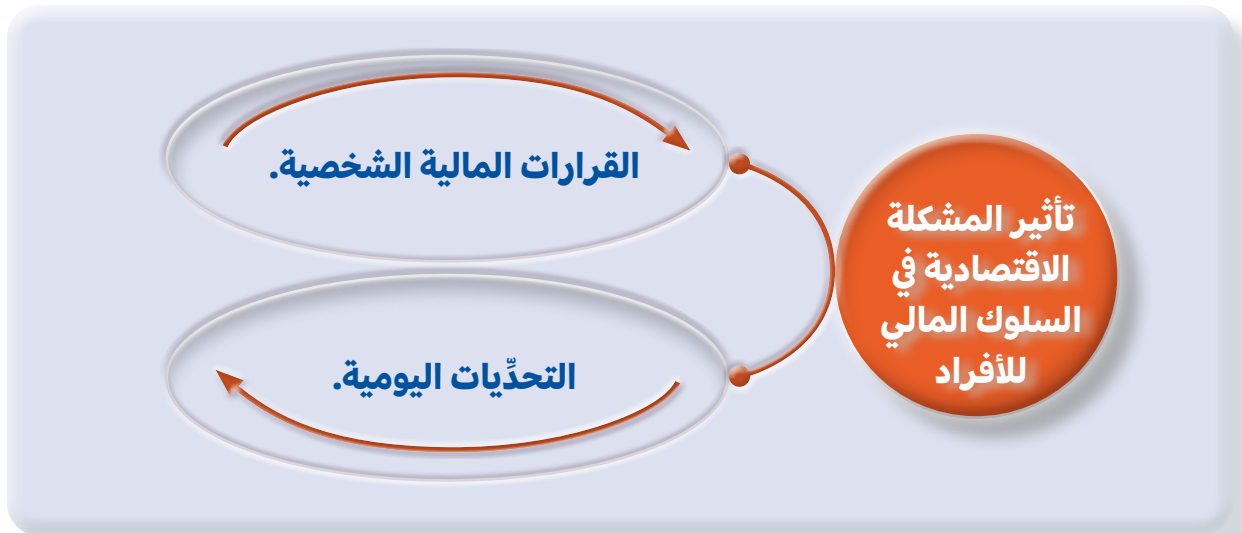 تأثير المشكلة
الاقتصادية في
السلوك المالي
للأفراد
القرارات المالية الشخصية.
التحدِّيات اليومية.